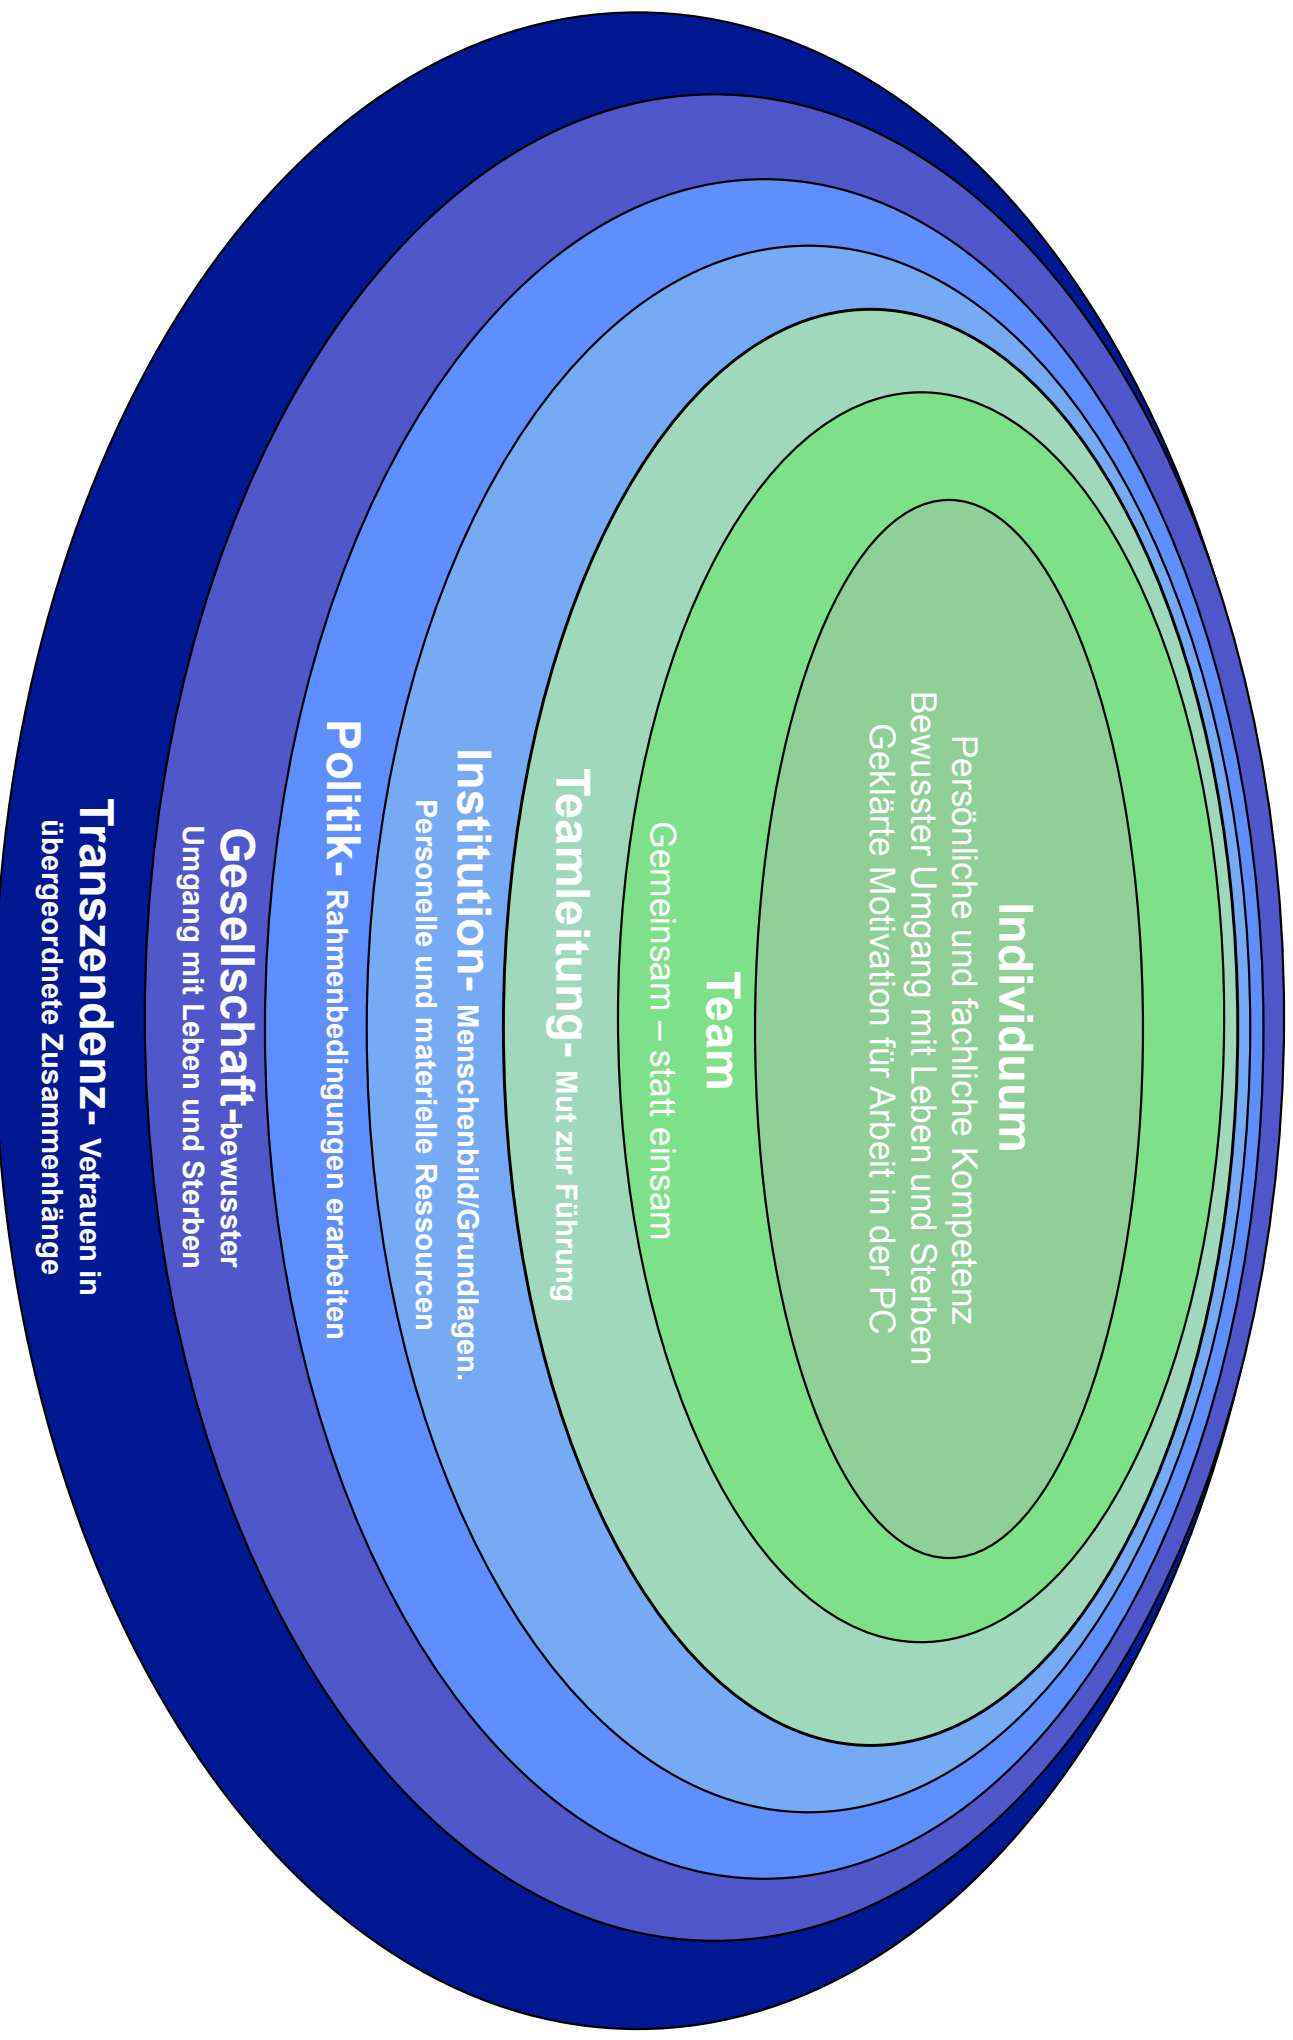 Individuum
Persönliche und fachliche Kompetenz
Bewusster Umgang mit Leben und Sterben
Geklärte Motivation für Arbeit in der PC
Team
Gemeinsam – statt einsam
Teamleitung- Mut zur Führung
Institution- Menschenbild/Grundlagen.
Personelle und materielle Ressourcen
Politik- Rahmenbedingungen erarbeiten
Gesellschaft-bewusster
Umgang mit Leben und Sterben
Transzendenz- Vetrauen in
übergeordnete Zusammenhänge